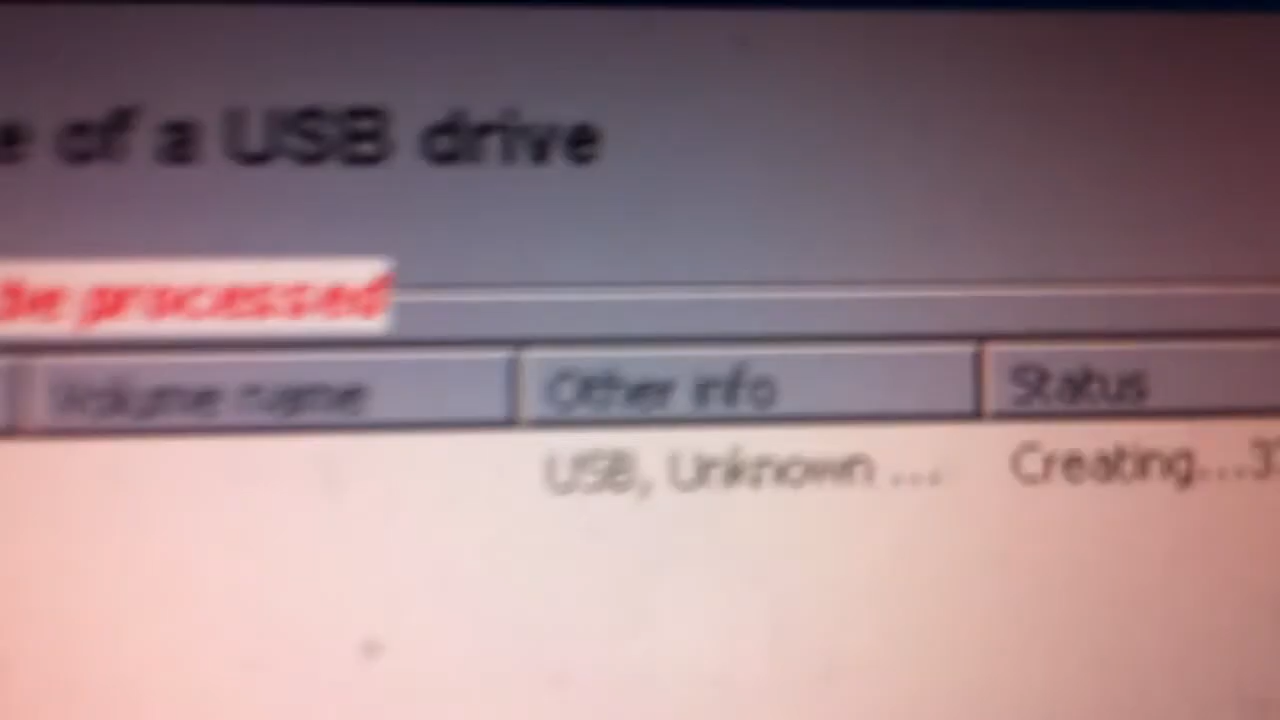 e of a USB drive
be processed
Volume name Other info Status
USB, Unknown ... Creating...3